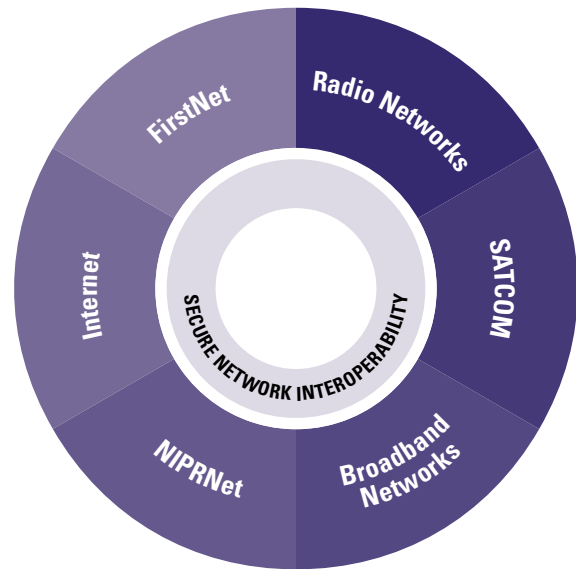 FirstNet
Radio Networks
SATCOM
Broadband
Networks
NIPRNet
Internet
SECURE NETWORK INTEROPERABILITY